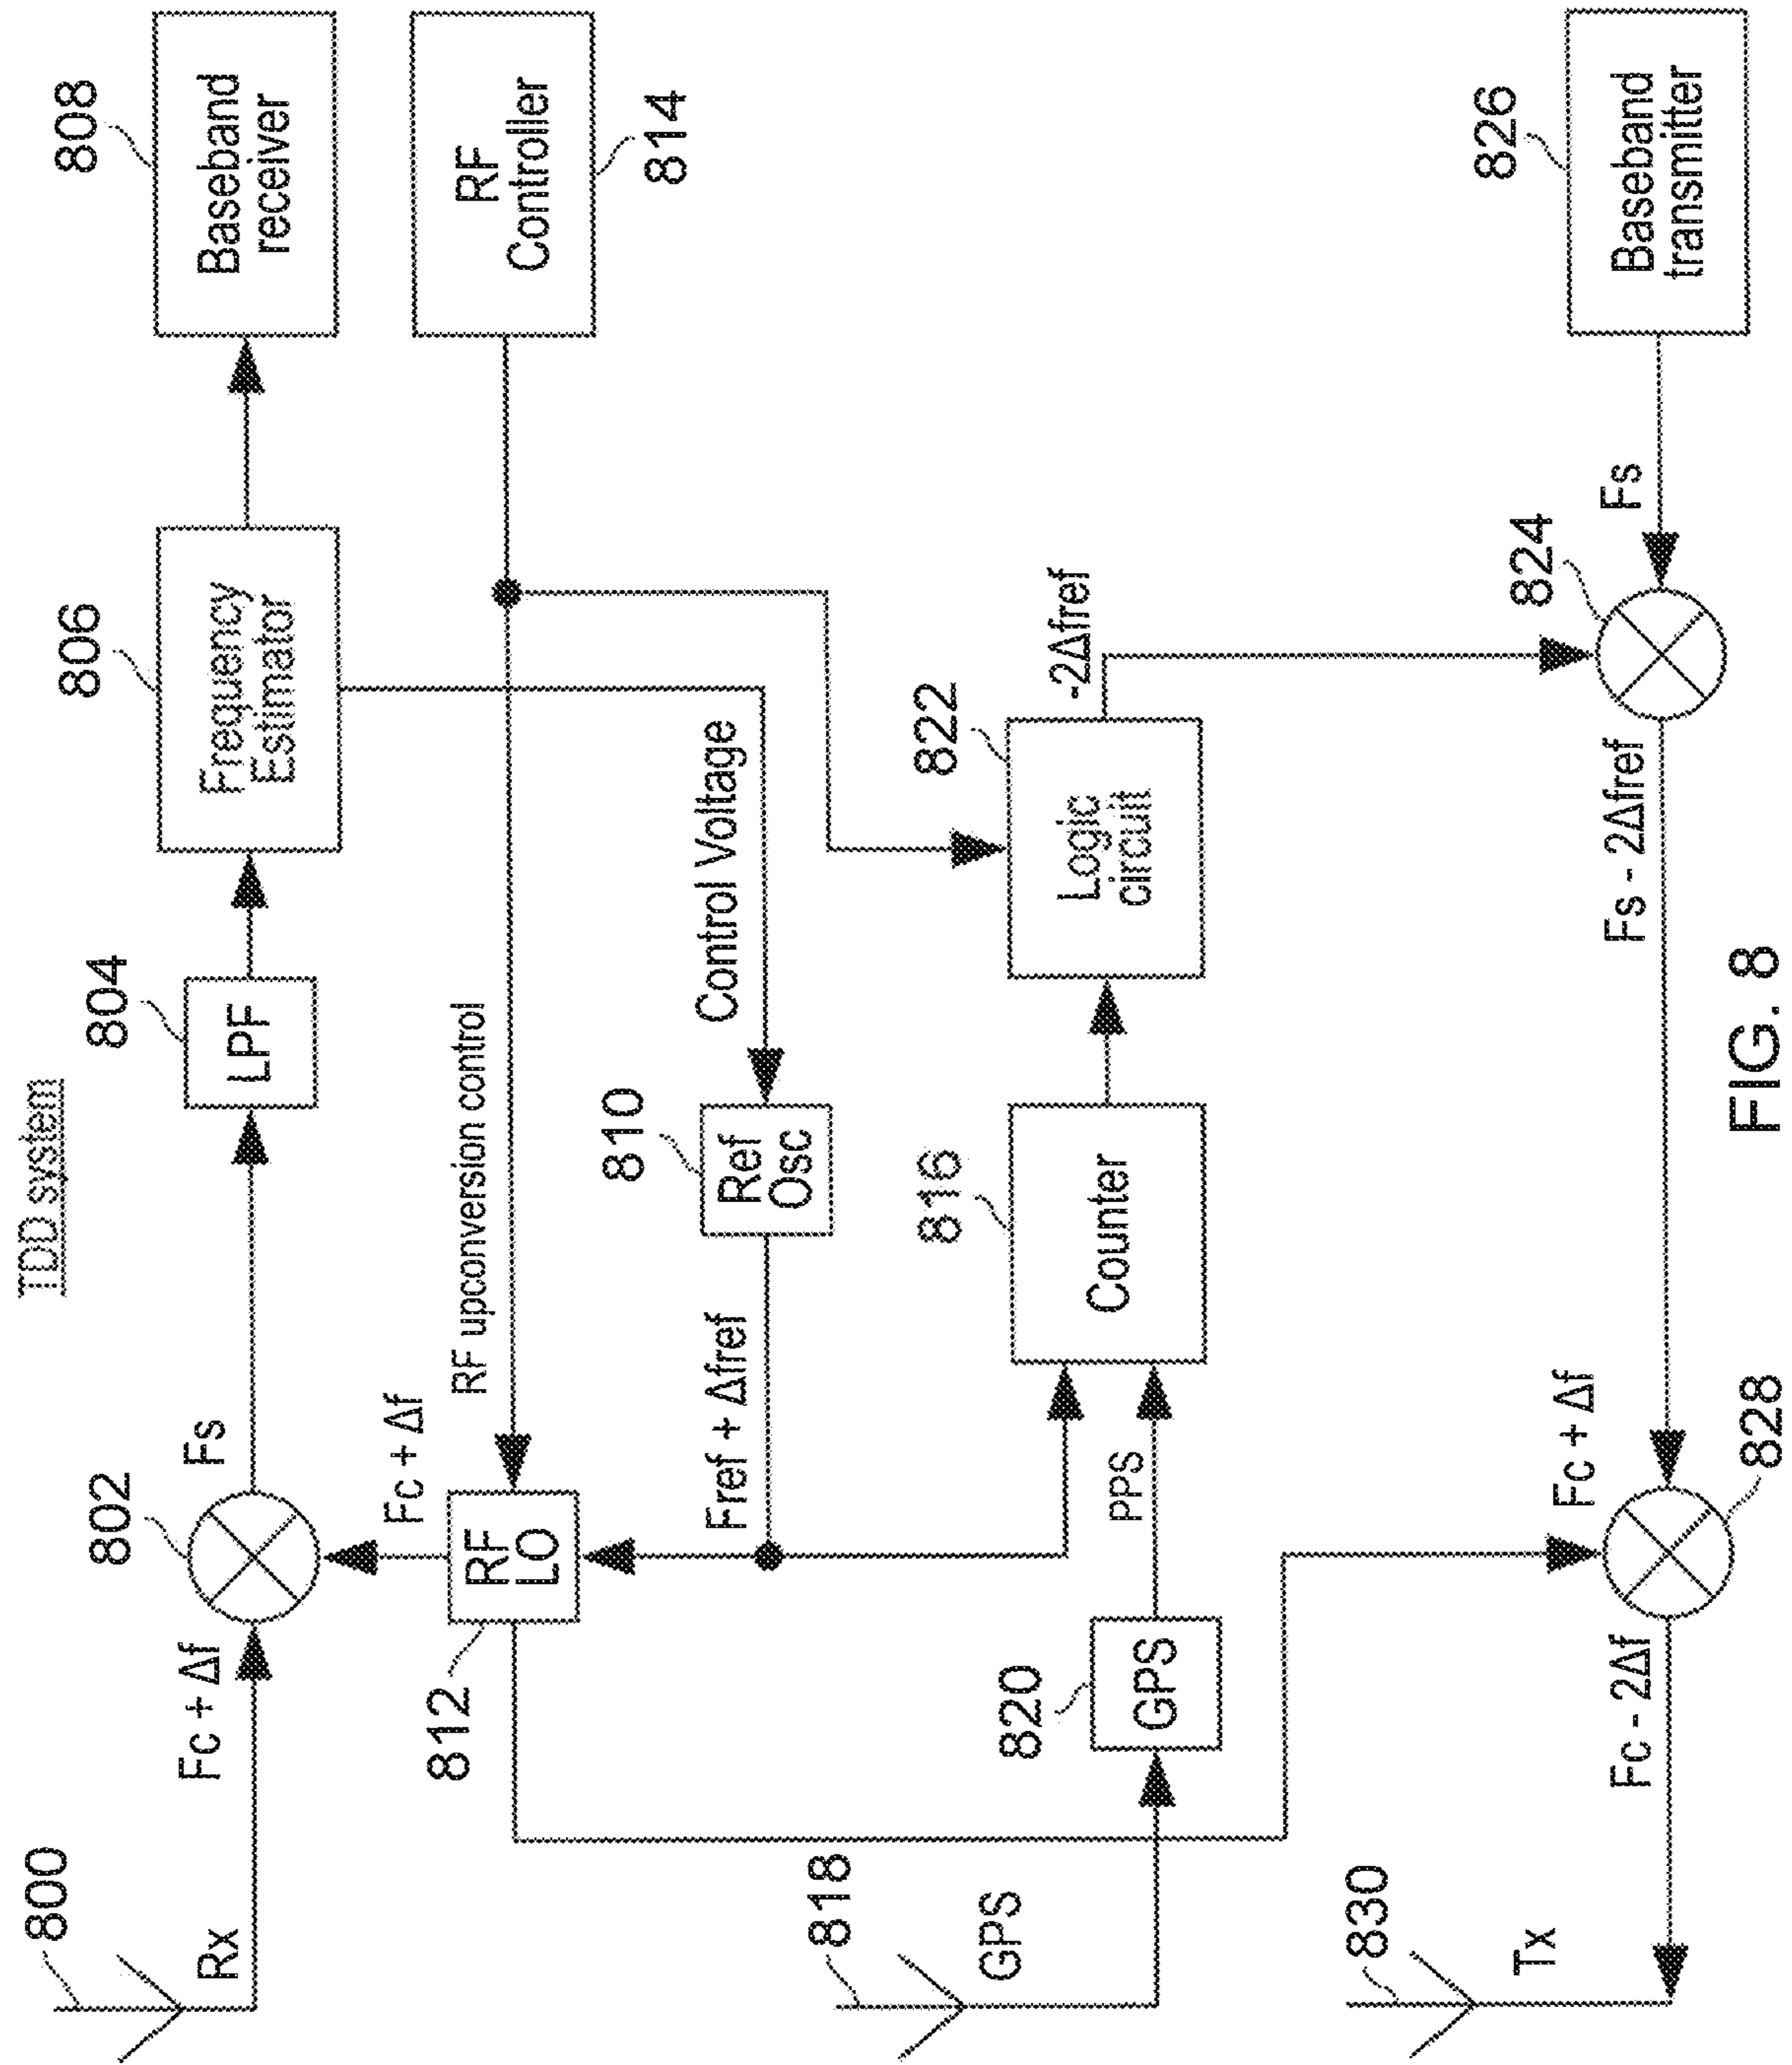 TDD system
800
Rx
Fc + Δf
802
Fs
804
LPF
806
Frequency
Estimator
808
Baseband
receiver
Fc + Δf
812
RF
LO
RF upconversion control
RF
Controller
814
Fref + Δfref
810
Ref
Osc
Control Voltage
818
GPS
820
GPS
PPS
816
Counter
822
Logic
circuit
-2Δfref
830
Tx
Fc - 2Δf
828
Fc + Δf
Fs - 2Δfref
824
Fs
826
Baseband
transmitter
FIG. 8